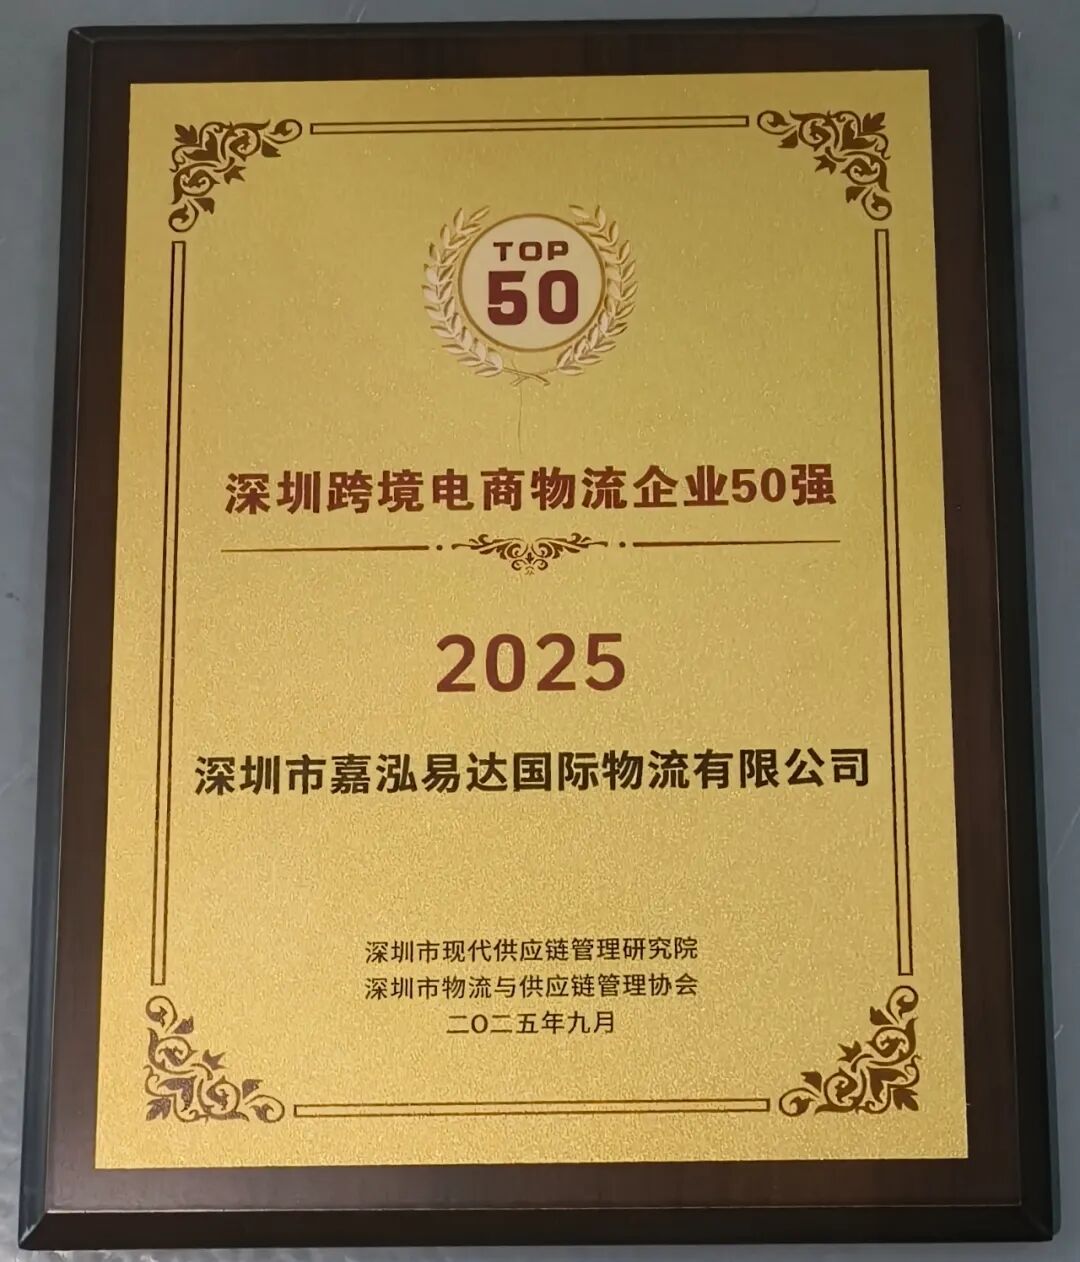 TOP
50
深圳跨境电商物流企业50强
2025
深圳市嘉泓易达国际物流有限公司
深圳市现代供应链管理研究院
深圳市物流与供应链管理协会
二O二五年九月